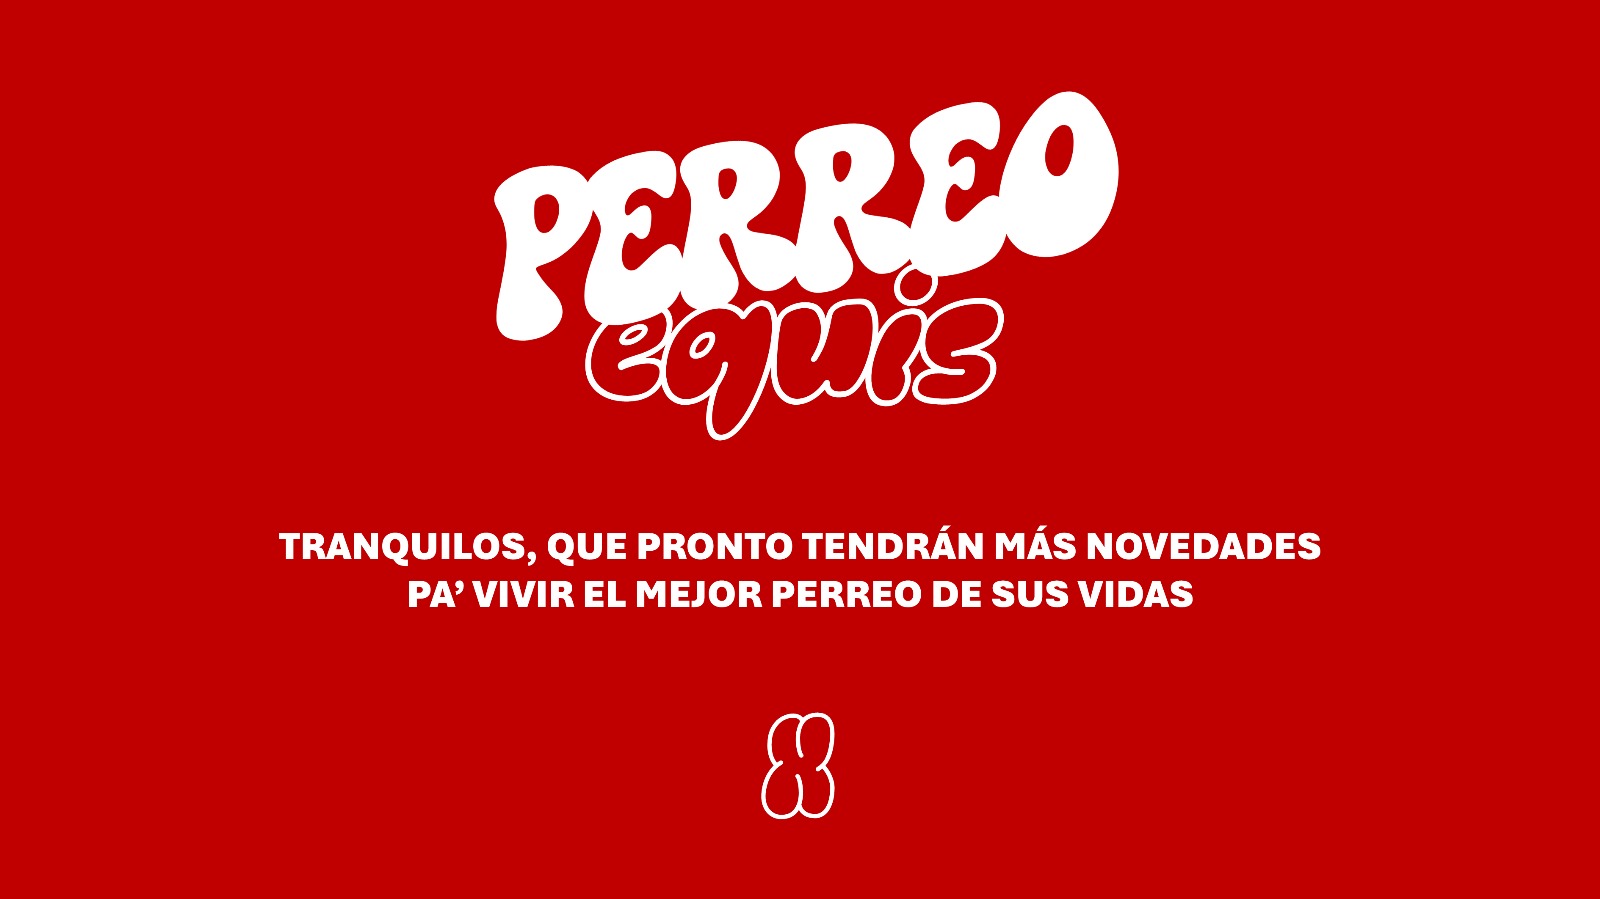 PERREO
equis
TRANQUILOS, QUE PRONTO TENDRÁN MÁS NOVEDADES
PA’ VIVIR EL MEJOR PERREO DE SUS VIDAS
X